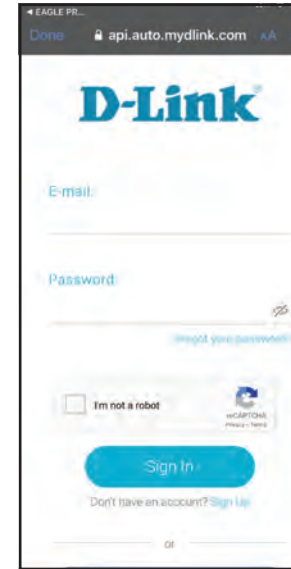 ◀ EAGLE PR...
Done api.auto.mydlink.com AA
D-Link
E-mail:
Password:
Forgot your password
I'm not a robot
reCAPTCHA
Privacy - Terms
Sign In
Don't have an account? Sign Up
or